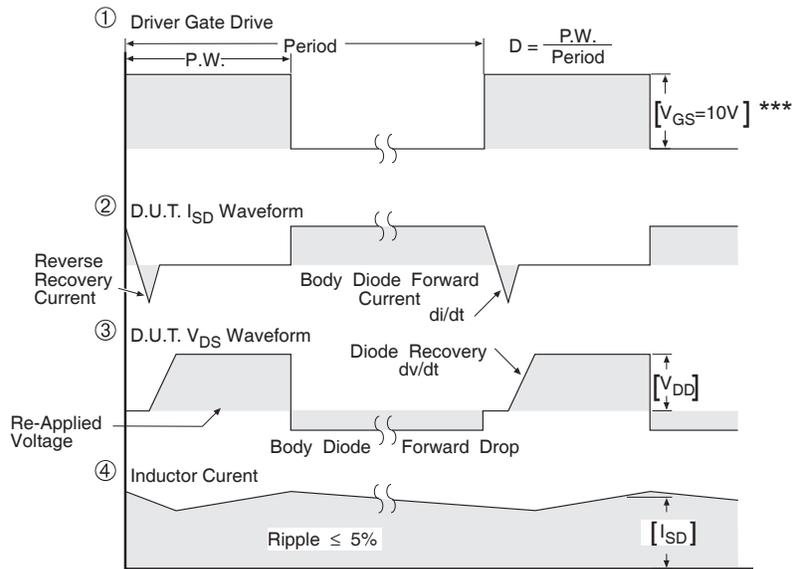 ① Driver Gate Drive
Period
P.W.
D = P.W. / Period
[VGS=10V] ***
② D.U.T. ISD Waveform
Reverse
Recovery
Current
Body Diode Forward
Current
di/dt
③ D.U.T. VDS Waveform
Diode Recovery
dv/dt
[VDD]
Re-Applied
Voltage
Body Diode Forward Drop
④ Inductor Curent
Ripple ≤ 5%
[ISD]